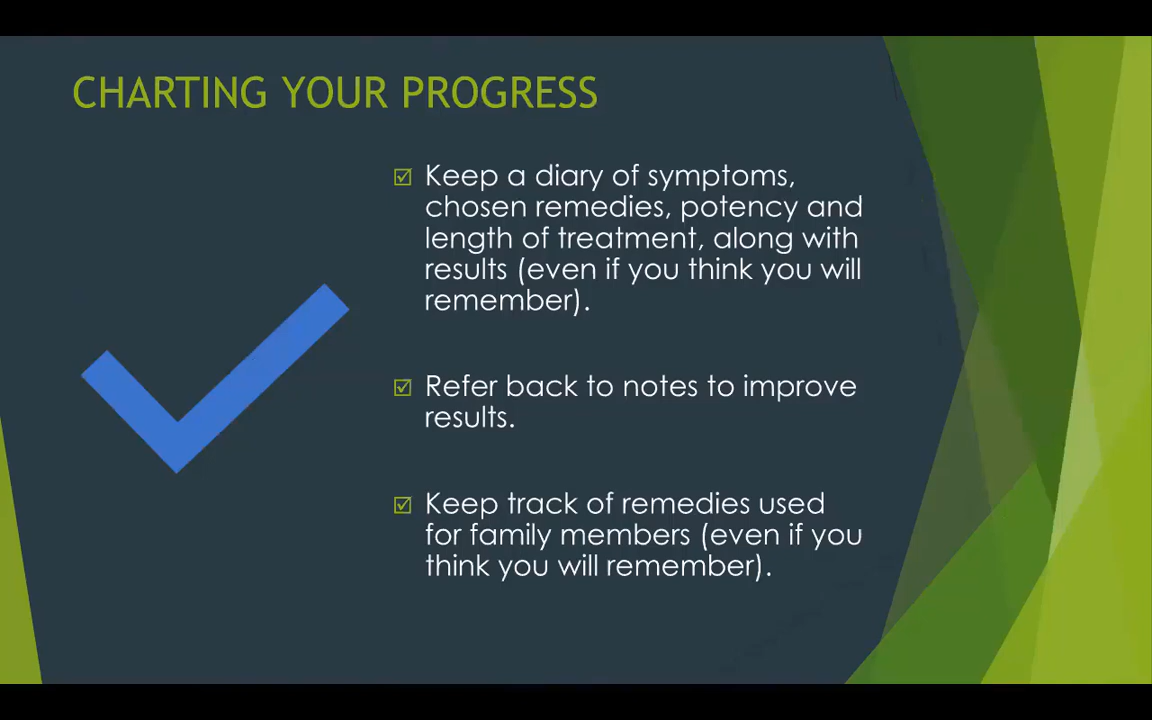 CHARTING YOUR PROGRESS
Keep a diary of symptoms,
chosen remedies, potency and
length of treatment, along with
results (even if you think you will
remember).
Refer back to notes to improve
results.
Keep track of remedies used
for family members (even if you
think you will remember).